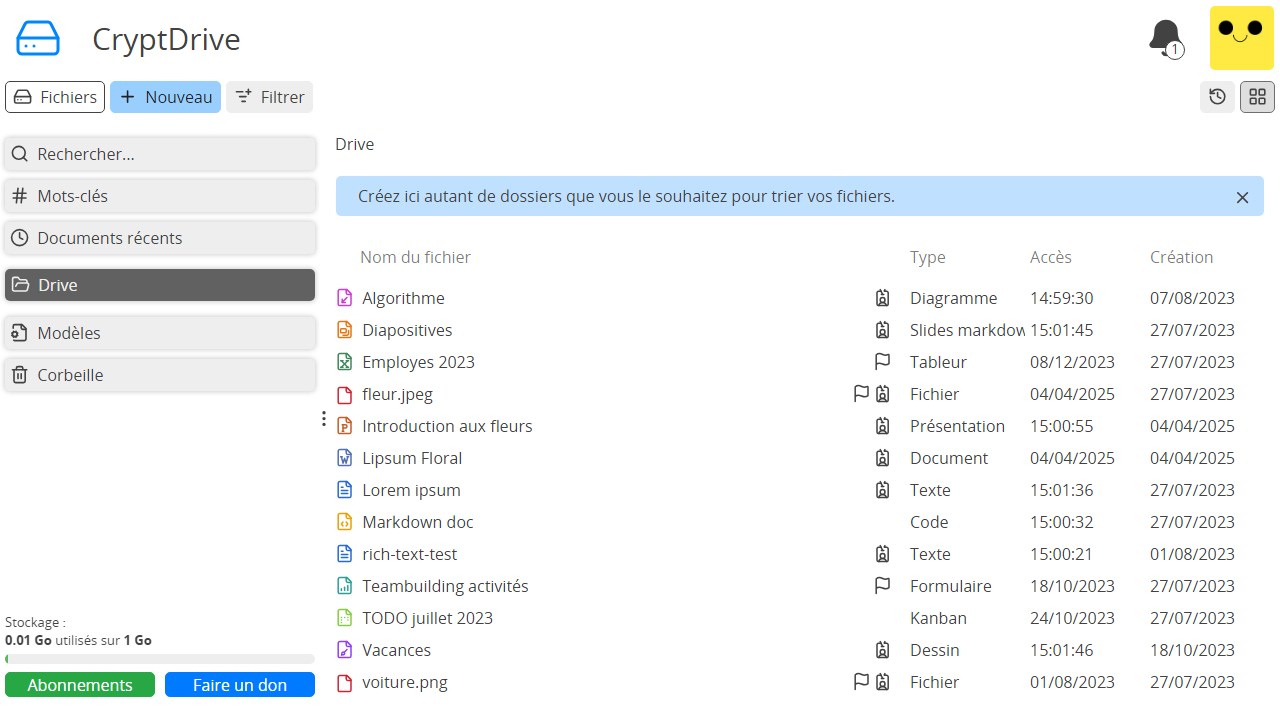 CryptDrive
1
Fichiers
Nouveau
Filtrer
Rechercher...
Mots-clés
Documents récents
Drive
Modèles
Corbeille
Stockage :
0.01 Go utilisés sur 1 Go
Abonnements
Faire un don
Drive
Créez ici autant de dossiers que vous le souhaitez pour trier vos fichiers.
Nom du fichier Type Accès Création
Algorithme Diagramme 14:59:30 07/08/2023
Diapositives Slides markdow 15:01:45 27/07/2023
Employes 2023 Tableur 08/12/2023 27/07/2023
fleur.jpeg Fichier 04/04/2025 27/07/2023
Introduction aux fleurs Présentation 15:00:55 04/04/2025
Lipsum Floral Document 04/04/2025 04/04/2025
Lorem ipsum Texte 15:01:36 27/07/2023
Markdown doc Code 15:00:32 27/07/2023
rich-text-test Texte 15:00:21 01/08/2023
Teambuilding activités Formulaire 18/10/2023 27/07/2023
TODO juillet 2023 Kanban 24/10/2023 27/07/2023
Vacances Dessin 15:01:46 18/10/2023
voiture.png Fichier 01/08/2023 27/07/2023